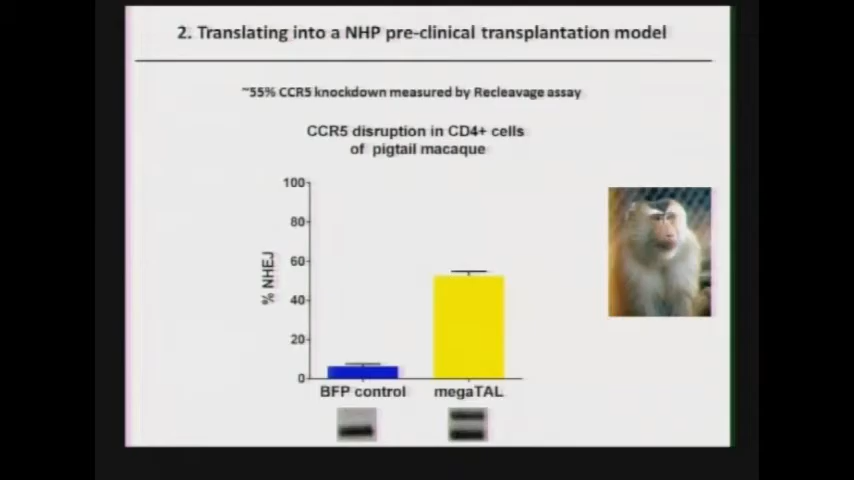 2. Translating into a NHP pre-clinical transplantation model
~55% CCR5 knockdown measured by Recleavage assay
CCR5 disruption in CD4+ cells
of pigtail macaque
% NHEJ
100
80
60
40
20
0
BFP control
megaTAL